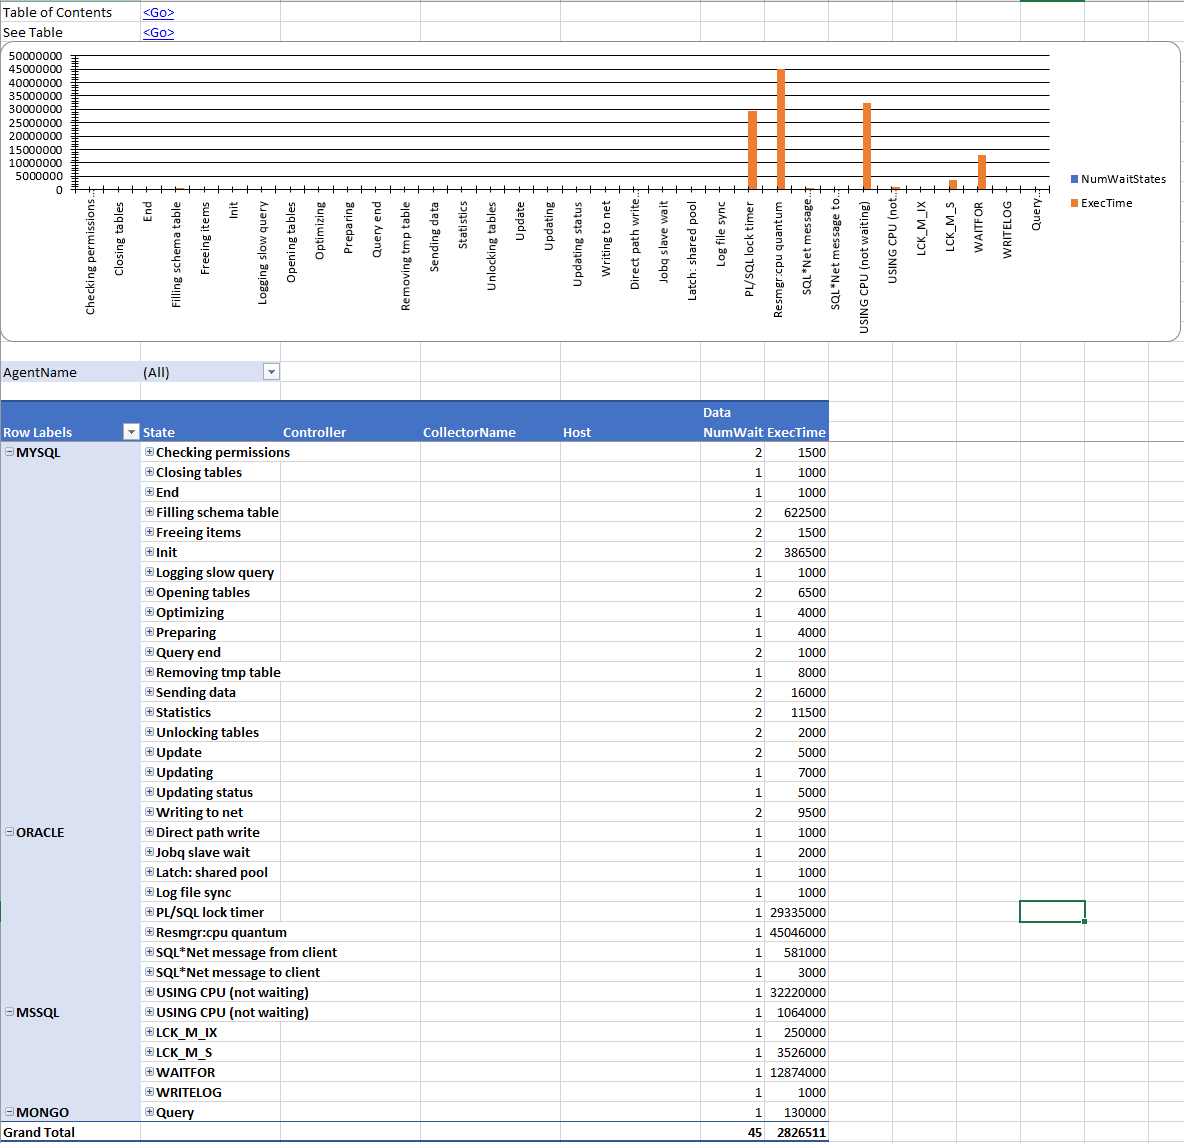 Table of Contents <Go>
See Table <Go>
50000000
45000000
40000000
35000000
30000000
25000000
20000000
15000000
10000000
5000000
0
Checking permissions...
Closing tables
End
Filling schema table
Freeing items
Init
Logging slow query
Opening tables
Optimizing
Preparing
Query end
Removing tmp table
Sending data
Statistics
Unlocking tables
Update
Updating
Updating status
Writing to net
Direct path write...
Jobq slave wait
Latch: shared pool
Log file sync
PL/SQL lock timer
Resmgr:cpu quantum
SQL*Net message...
SQL*Net message to...
USING CPU (not waiting)
USING CPU (not...
LCK_M_IX
LCK_M_S
WAITFOR
WRITELOG
Query...
NumWaitStates
ExecTime
AgentName (All)
Data
Row Labels State Controller CollectorName Host NumWait ExecTime
MYSQL Checking permissions 2 1500
Closing tables 1 1000
End 1 1000
Filling schema table 2 622500
Freeing items 2 1500
Init 2 386500
Logging slow query 1 1000
Opening tables 2 6500
Optimizing 1 4000
Preparing 1 4000
Query end 2 1000
Removing tmp table 1 8000
Sending data 2 16000
Statistics 2 11500
Unlocking tables 2 2000
Update 2 5000
Updating 1 7000
Updating status 1 5000
Writing to net 2 9500
ORACLE Direct path write 1 1000
Jobq slave wait 1 2000
Latch: shared pool 1 1000
Log file sync 1 1000
PL/SQL lock timer 1 29335000
Resmgr:cpu quantum 1 45046000
SQL*Net message from client 1 581000
SQL*Net message to client 1 3000
USING CPU (not waiting) 1 32220000
MSSQL USING CPU (not waiting) 1 1064000
LCK_M_IX 1 250000
LCK_M_S 1 3526000
WAITFOR 1 12874000
WRITELOG 1 1000
MONGO Query 1 130000
Grand Total 45 2826511